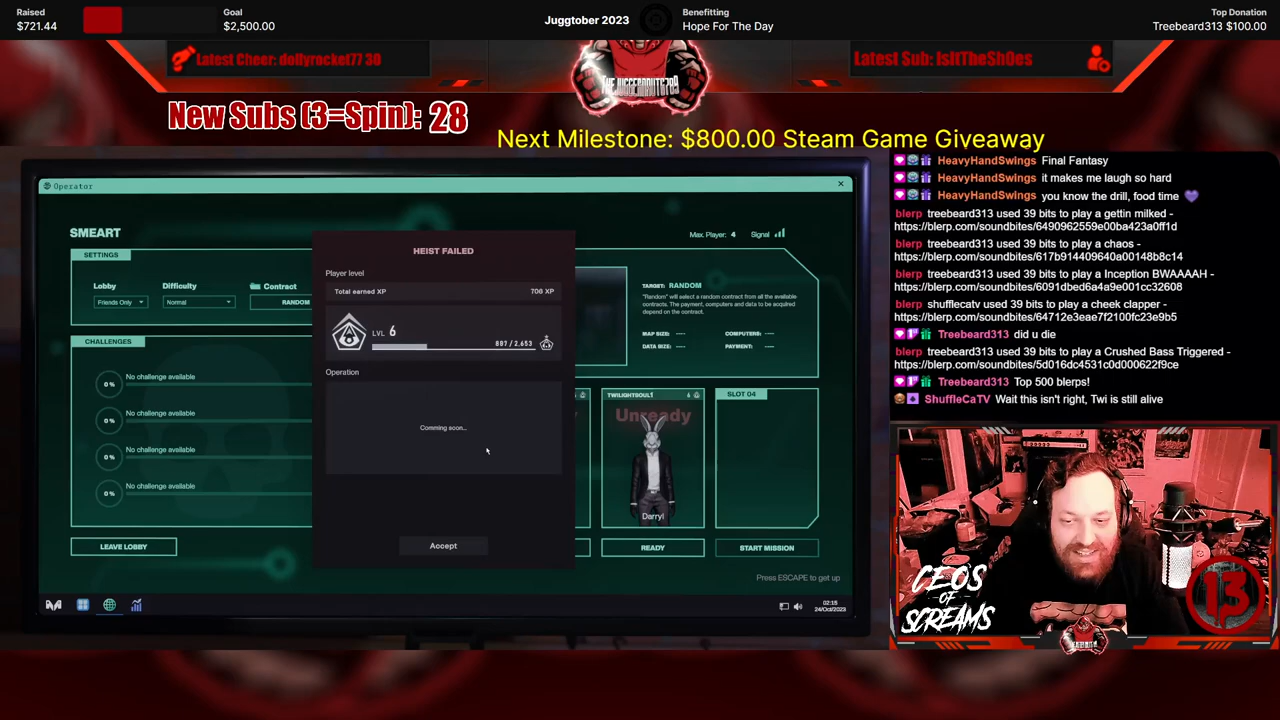 Raised
$721.44
Goal
$2,500.00
Juggtober 2023
Benefitting
Hope For The Day
Top Donation
Treebeard313 $100.00
Latest Cheer: dollyrocket77 30
THEJUGGERNAUT6789
Latest Sub: IsItTheSh0es
New Subs (3=Spin): 28
Next Milestone: $800.00 Steam Game Giveaway
Operator
SMEART
Max. Player: 4
Signal
SETTINGS
Lobby
Difficulty
Contract
Friends Only
Normal
RANDOM
CHALLENGES
0 %
No challenge available
0 %
No challenge available
0 %
No challenge available
0 %
No challenge available
LEAVE LOBBY
HEIST FAILED
Player level
Total earned XP
706 XP
LVL 6
887 / 2,653
Operation
Comming soon...
Accept
TARGET: RANDOM
"Random" will select a random contract from all the available
contracts. The payment, computers and data to be acquired
depend on the contract.
MAP SIZE: ----
COMPUTERS: ----
DATA SIZE: ----
PAYMENT: ----
TWILIGHTSOUL1
6
Unready
Darryl
SLOT 04
READY
START MISSION
Press ESCAPE to get up
02:15
24/Oct/2023
HeavyHandSwings Final Fantasy
HeavyHandSwings it makes me laugh so hard
HeavyHandSwings you know the drill, food time
blerp treebeard313 used 39 bits to play a gettin milked -
https://blerp.com/soundbites/6490962559e00ba423a0ff1d
blerp treebeard313 used 39 bits to play a chaos -
https://blerp.com/soundbites/617b914409640a00148b8c14
blerp treebeard313 used 39 bits to play a Inception BWAAAAH -
https://blerp.com/soundbites/6091dbed6a4a9e001cc32608
blerp shufflecatv used 39 bits to play a cheek clapper -
https://blerp.com/soundbites/64712e3eae7f2100fc23e9b5
Treebeard313 did u die
blerp treebeard313 used 39 bits to play a Crushed Bass Triggered -
https://blerp.com/soundbites/5d016dc4531c0d000622f9ce
Treebeard313 Top 500 blerps!
ShuffleCaTV Wait this isn't right, Twi is still alive
CEOS
OF
SCREAMS
13